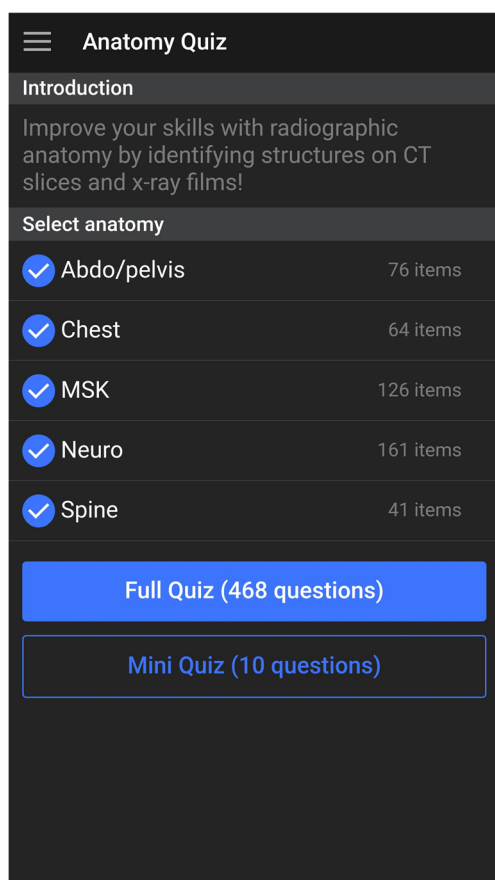 Anatomy Quiz
Introduction
Improve your skills with radiographic
anatomy by identifying structures on CT
slices and x-ray films!
Select anatomy
Abdo/pelvis 76 items
Chest 64 items
MSK 126 items
Neuro 161 items
Spine 41 items
Full Quiz (468 questions)
Mini Quiz (10 questions)